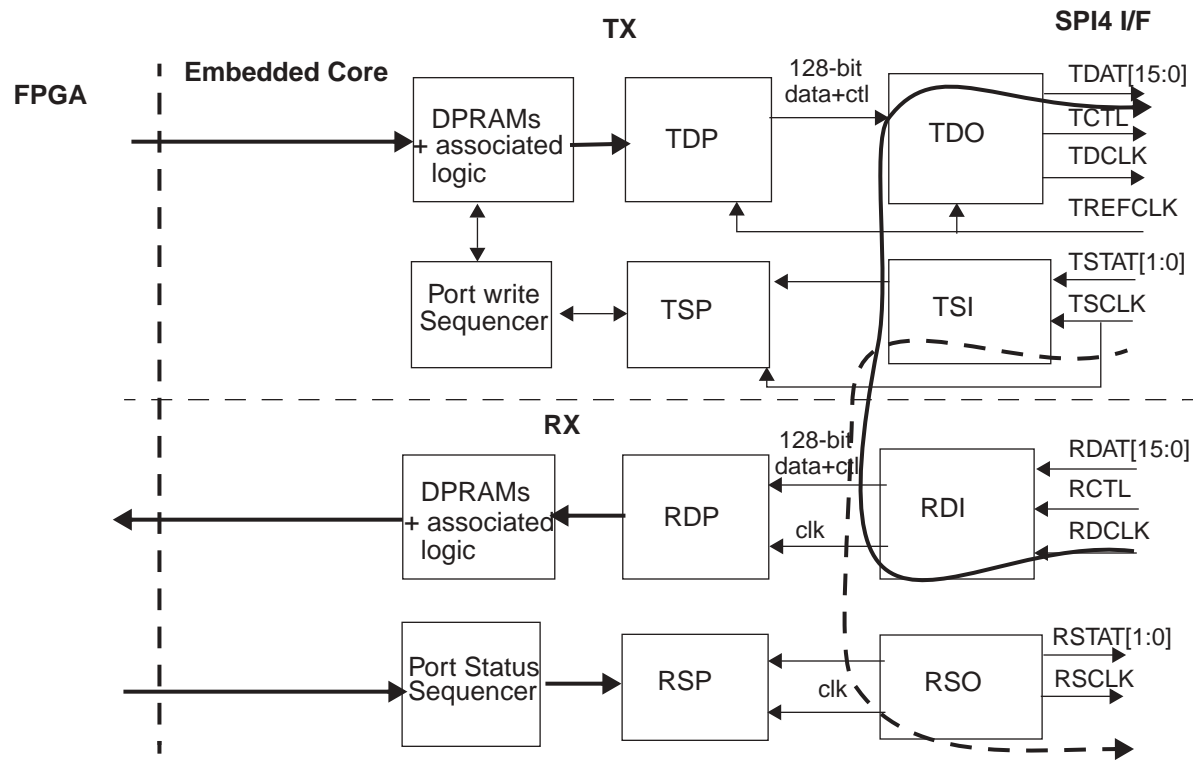 SPI4 I/F
TX
Embedded Core
FPGA
128-bit
data+ctl
TDAT[15:0]
TCTL
TDCLK
TREFCLK
DPRAMs
+ associated
logic
TDP
TDO
TSTAT[1:0]
TSCLK
Port write
Sequencer
TSP
TSI
RX
128-bit
data+ctl
RDAT[15:0]
RCTL
RDCLK
DPRAMs
+ associated
logic
RDP
clk
RDI
RSTAT[1:0]
RSCLK
Port Status
Sequencer
RSP
clk
RSO